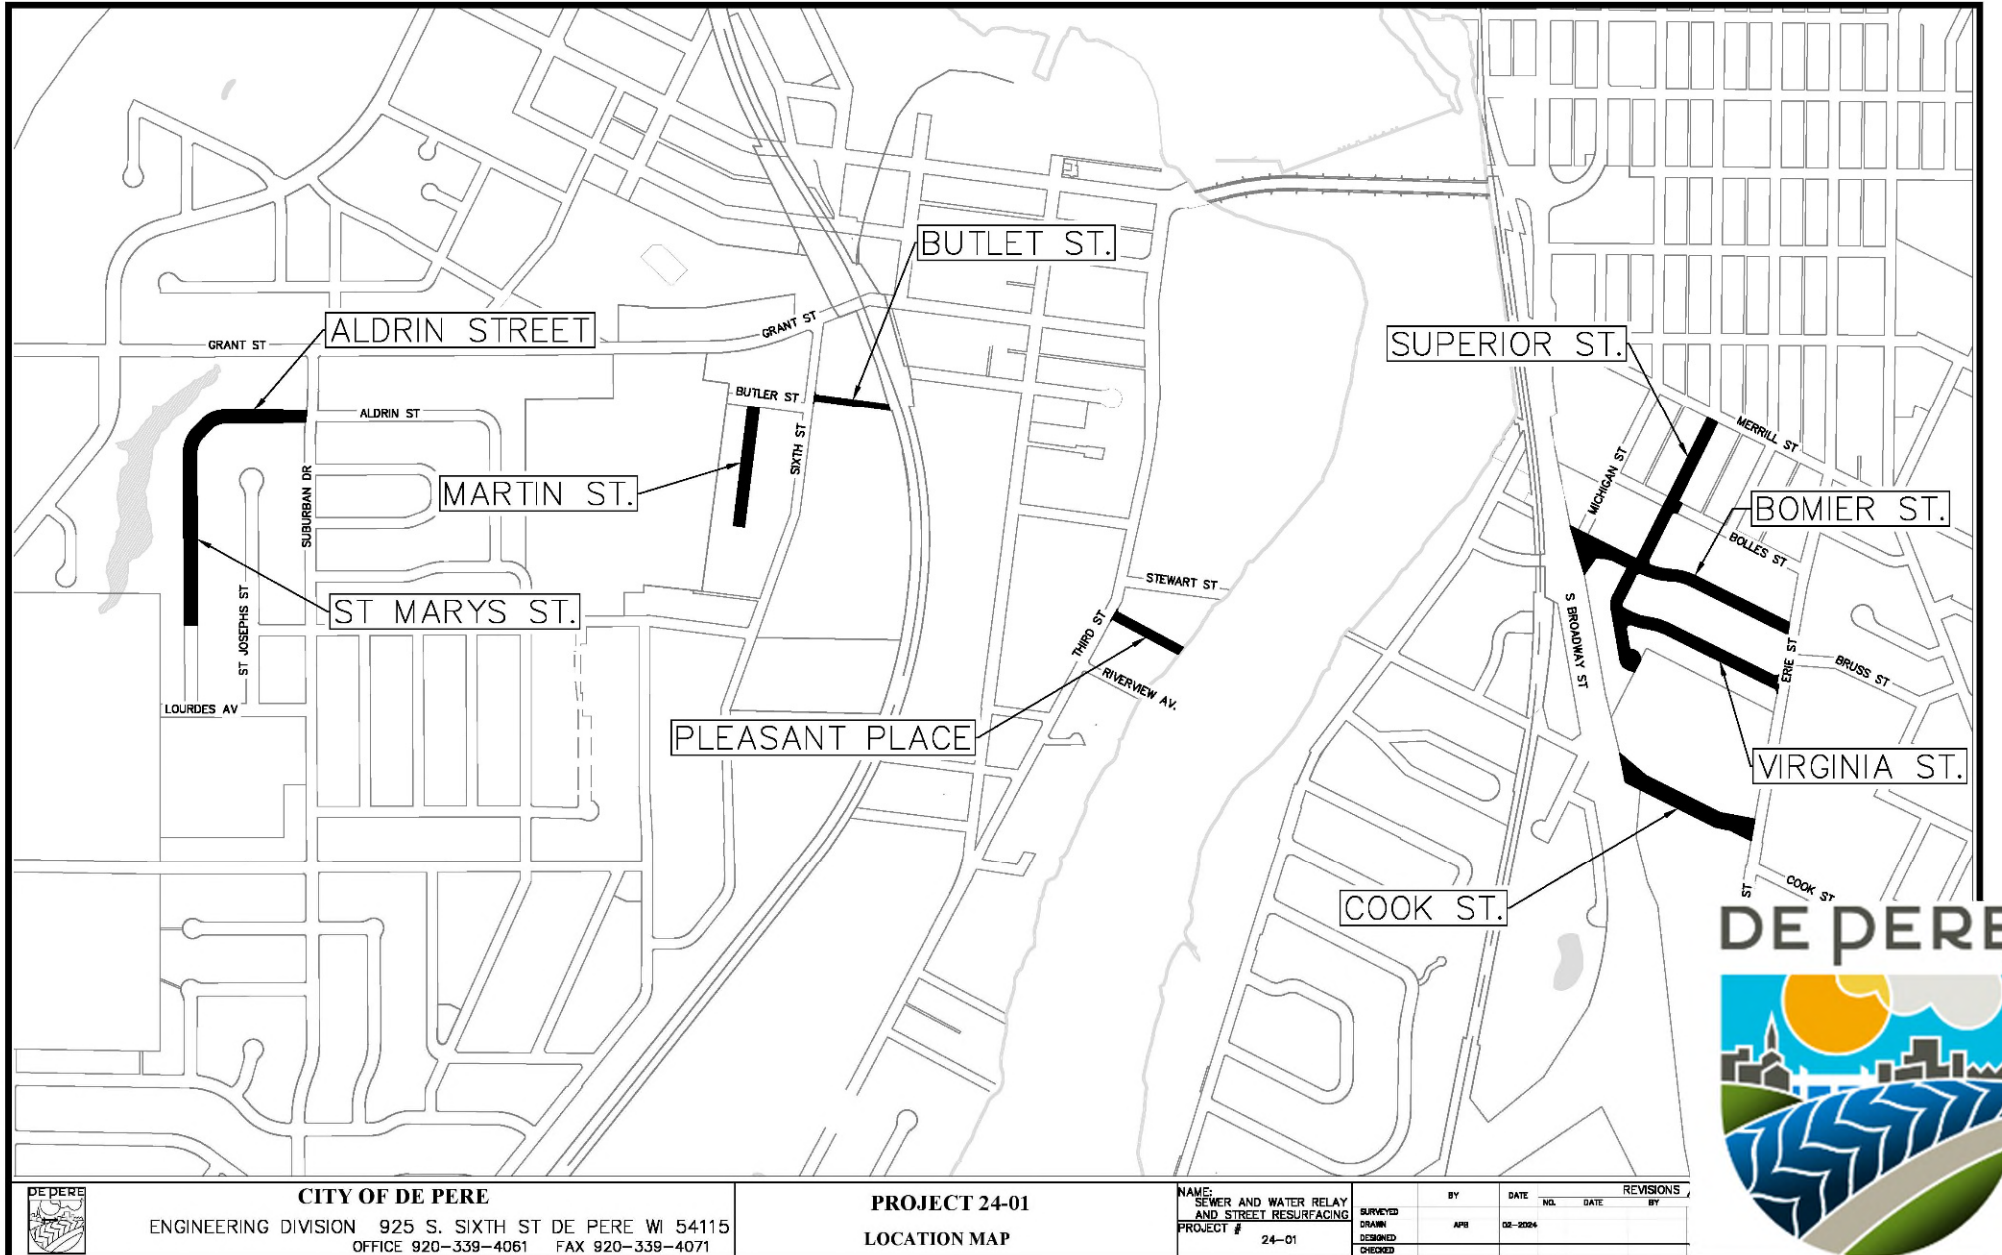 BUTLET ST.
ALDRIN STREET
GRANT ST
GRANT ST
SUPERIOR ST.
BUTLER ST
ALDRIN ST
SIXTH ST
MERRILL ST
MICHIGAN ST
SUBURBAN DR
MARTIN ST.
BOMIER ST.
BOLLES ST
STEWART ST
ST MARYS ST.
ST JOSEPHS ST
THIRD ST
S BROADWAY ST
ERIE ST
BRUSS ST
RIVERVIEW AV.
LOURDES AV
PLEASANT PLACE
VIRGINIA ST.
COOK ST.
COOK ST
ST
DE PERE
DE PERE
CITY OF DE PERE
ENGINEERING DIVISION 925 S. SIXTH ST DE PERE WI 54115
OFFICE 920-339-4061 FAX 920-339-4071
PROJECT 24-01
LOCATION MAP
NAME:
SEWER AND WATER RELAY
AND STREET RESURFACING
PROJECT #
24-01
BY DATE
SURVEYED
DRAWN APB 02-2024
DESIGNED
CHECKED
REVISIONS
NO. DATE BY